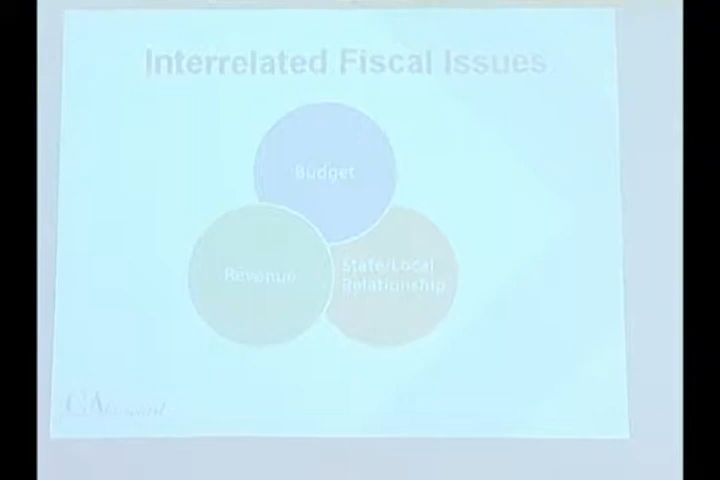 Interrelated Fiscal Issues
Budget
Revenue
State/Local
Relationship